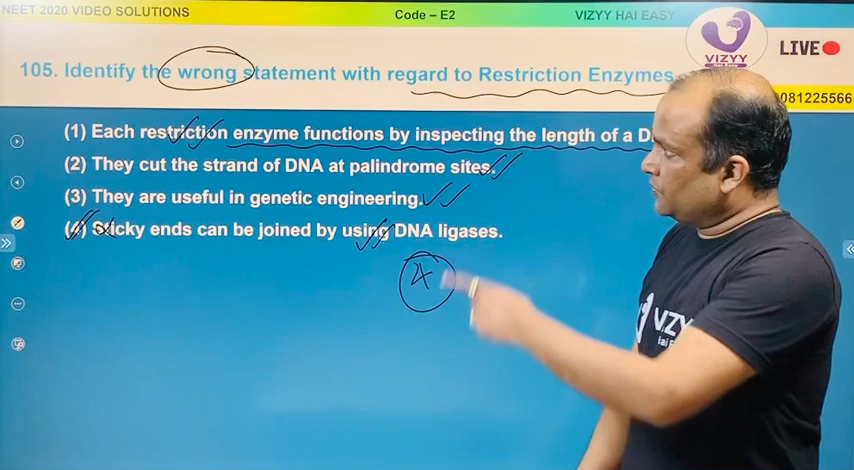 NEET 2020 VIDEO SOLUTIONS
Code – E2
VIZYY HAI EASY
VIZYY
Hai Easy
LIVE
105. Identify the wrong statement with regard to Restriction Enzymes
081225566
(1) Each restriction enzyme functions by inspecting the length of a
(2) They cut the strand of DNA at palindrome sites.
(3) They are useful in genetic engineering.
(4) Sticky ends can be joined by using DNA ligases.
4